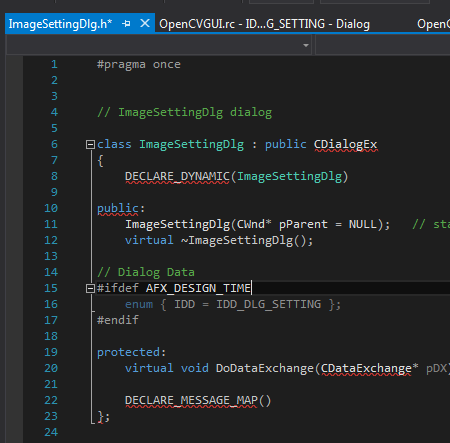 ImageSettingDlg.h* OpenCVGUI.rc - ID...G_SETTING - Dialog OpenC
1 #pragma once
2
3
4 // ImageSettingDlg dialog
5
6 class ImageSettingDlg : public CDialogEx
7 {
8 DECLARE_DYNAMIC(ImageSettingDlg)
9
10 public:
11 ImageSettingDlg(CWnd* pParent = NULL); // sta
12 virtual ~ImageSettingDlg();
13
14 // Dialog Data
15 #ifdef AFX_DESIGN_TIME
16 enum { IDD = IDD_DLG_SETTING };
17 #endif
18
19 protected:
20 virtual void DoDataExchange(CDataExchange* pDX)
21
22 DECLARE_MESSAGE_MAP()
23 };
24